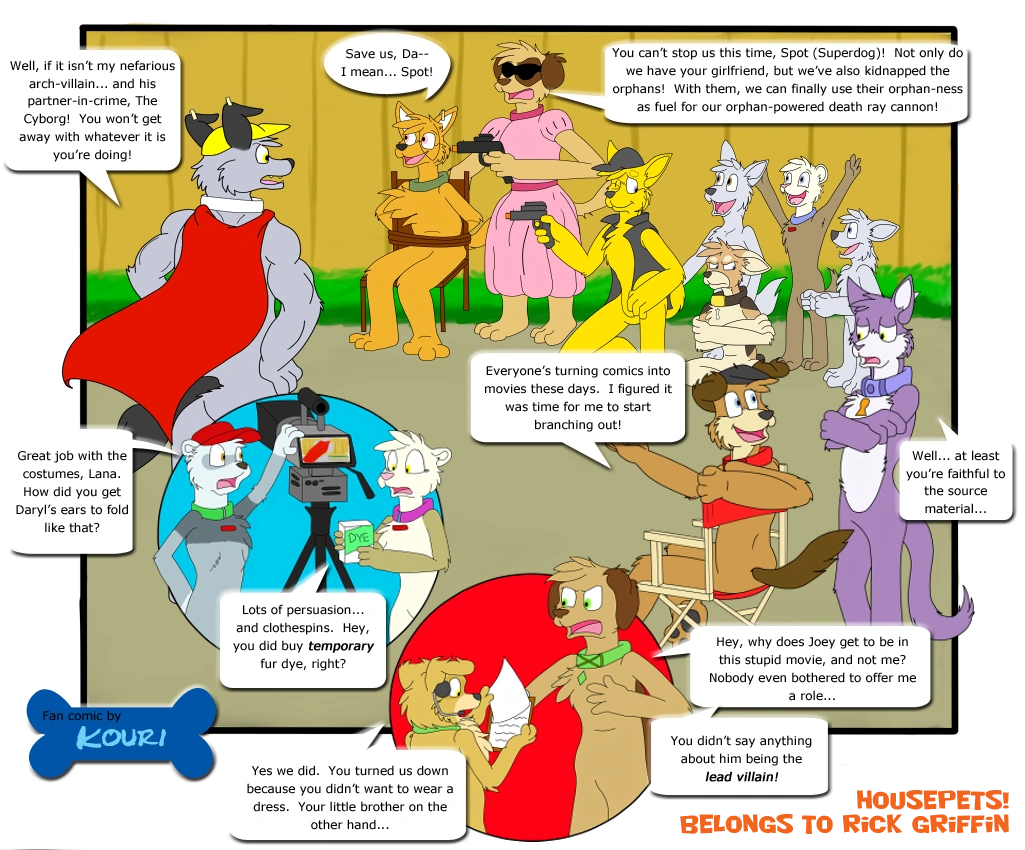 Well, if it isn't my nefarious
arch-villain... and his
partner-in-crime, The
Cyborg!  You won't get
away with whatever it is
you're doing!
Save us, Da--
I mean... Spot!
You can't stop us this time, Spot (Superdog)!  Not only do
we have your girlfriend, but we've also kidnapped the
orphans!  With them, we can finally use their orphan-ness
as fuel for our orphan-powered death ray cannon!
Everyone's turning comics into
movies these days.  I figured it
was time for me to start
branching out!
Well... at least
you're faithful to
the source
material...
Great job with the
costumes, Lana.
How did you get
Daryl's ears to fold
like that?
DYE
Lots of persuasion...
and clothespins.  Hey,
you did buy temporary
fur dye, right?
Hey, why does Joey get to be in
this stupid movie, and not me?
Nobody even bothered to offer me
a role...
Yes we did.  You turned us down
because you didn't want to wear a
dress.  Your little brother on the
other hand...
You didn't say anything
about him being the
lead villain!
Fan comic by
KOURI
HOUSEPETS!
BELONGS TO RICK GRIFFIN